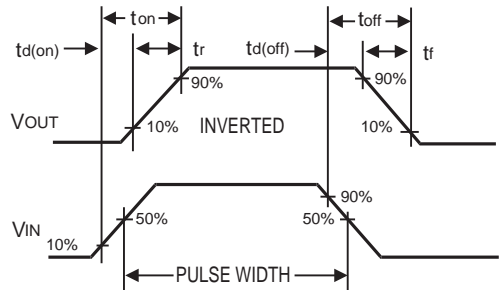 ton
toff
td(on)
tr
td(off)
tf
90%
90%
VOUT
10%
INVERTED
10%
90%
VIN
50%
50%
10%
PULSE WIDTH